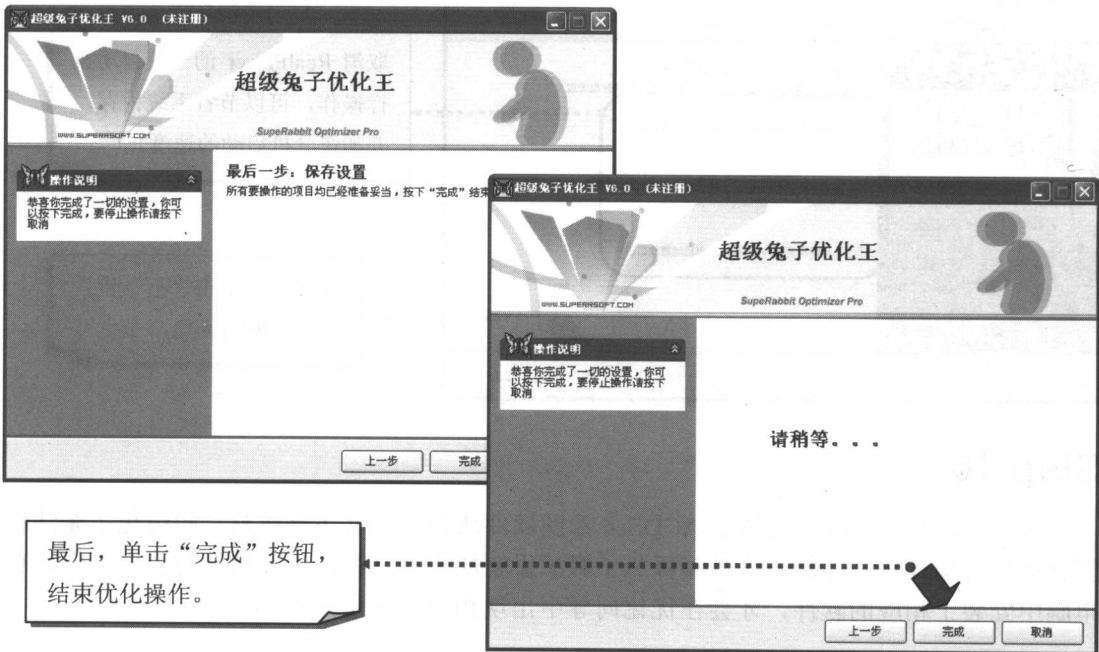 超级兔子优化王 V6.0 (未注册)
超级兔子优化王
WWW.SUPERRSOFT.COM
SupeRabbit Optimizer Pro
操作说明
恭喜你完成了一切的设置，你可
以按下完成，要停止操作请按下
取消
最后一步：保存设置
所有要操作的项目均已经准备妥当，按下“完成”结束
上一步
完成
超级兔子优化王 V6.0 (未注册)
超级兔子优化王
WWW.SUPERRSOFT.COM
SupeRabbit Optimizer Pro
操作说明
恭喜你完成了一切的设置，你可
以按下完成，要停止操作请按下
取消
请稍等。。。
上一步
完成
取消
最后，单击“完成”按钮，
结束优化操作。